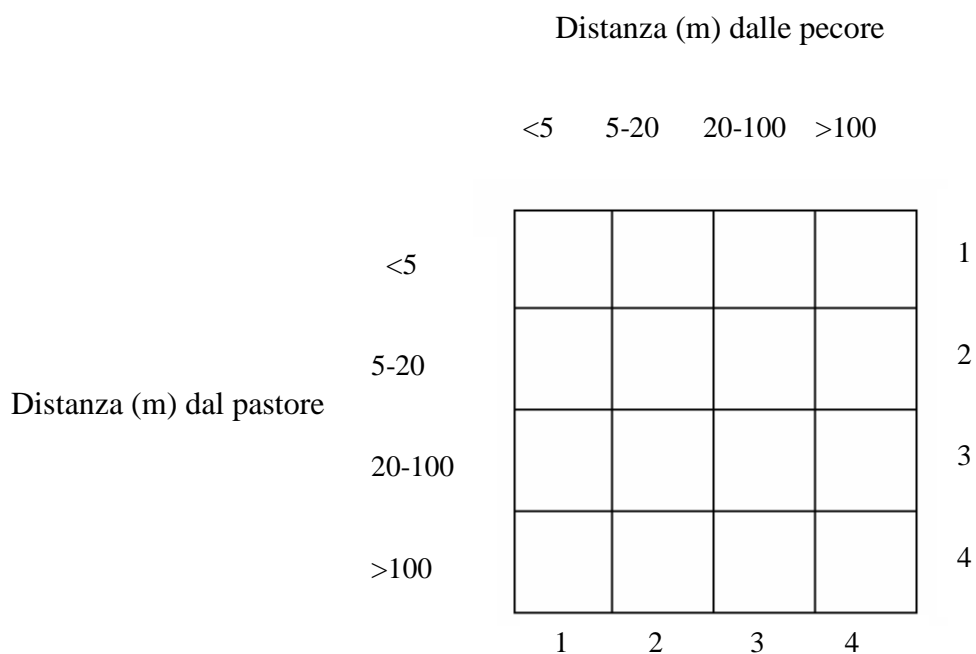 Distanza (m) dalle pecore
<5 5-20 20-100 >100
<5 1
5-20 2
Distanza (m) dal pastore
20-100 3
>100 4
1 2 3 4